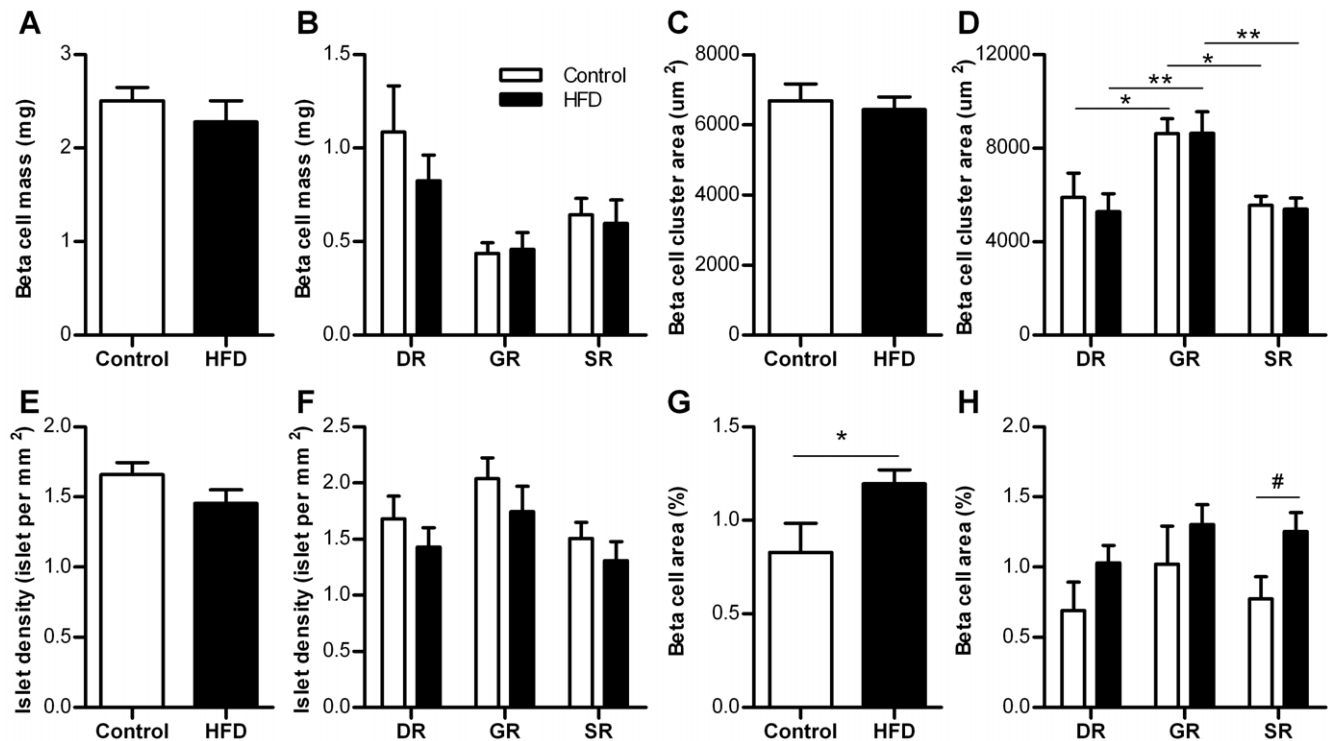 A
Beta cell mass (mg)
3
2
1
0
Control HFD
B
Beta cell mass (mg)
1.5
1.0
0.5
0.0
Control
HFD
DR GR SR
C
Beta cell cluster area (um ²)
8000
6000
4000
2000
0
Control HFD
D
Beta cell cluster area (um ²)
12000
8000
4000
0
**
*
**
*
DR GR SR
E
Islet density (islet per mm ²)
2.0
1.5
1.0
0.5
0.0
Control HFD
F
Islet density (islet per mm ²)
2.5
2.0
1.5
1.0
0.5
0.0
DR GR SR
G
Beta cell area (%)
1.5
1.0
0.5
0.0
*
Control HFD
H
Beta cell area (%)
2.0
1.5
1.0
0.5
0.0
#
DR GR SR